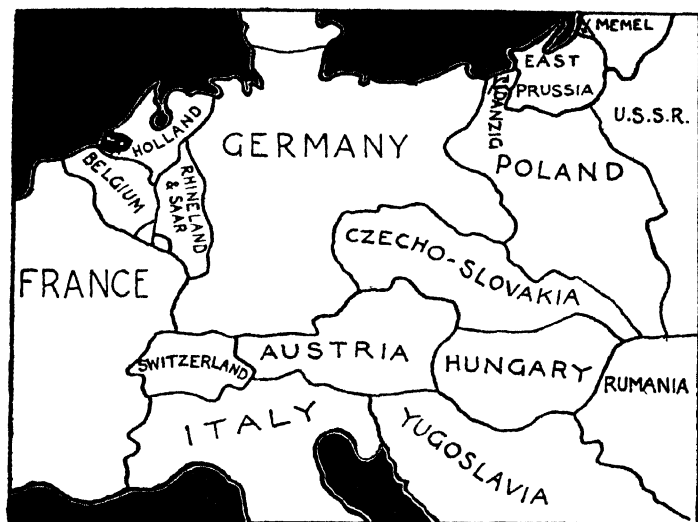 MEMEL
EAST
PRUSSIA
U.S.S.R.
DANZIG
HOLLAND
GERMANY
POLAND
BELGIUM
RHINELAND
& SAAR
CZECHO-SLOVAKIA
FRANCE
SWITZERLAND
AUSTRIA
HUNGARY
RUMANIA
ITALY
YUGOSLAVIA